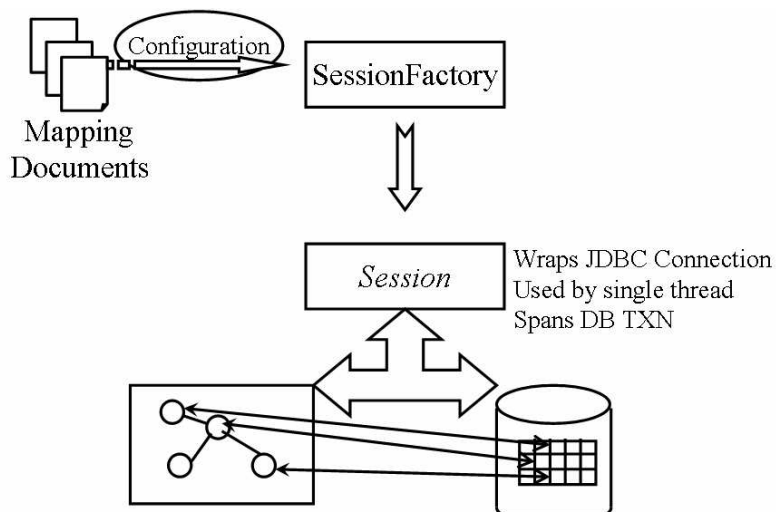 Configuration
SessionFactory
Mapping
Documents
Session
Wraps JDBC Connection
Used by single thread
Spans DB TXN